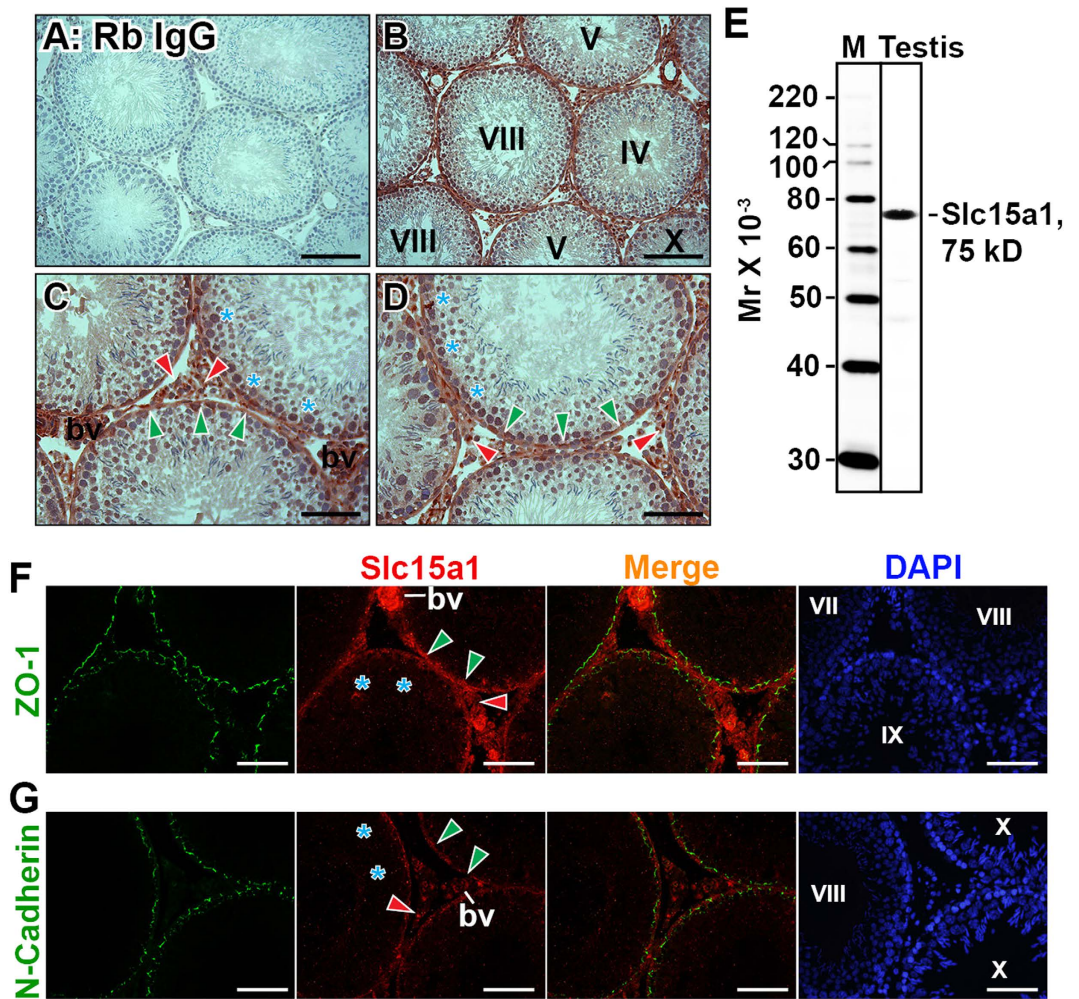 A: Rb IgG
B
V
VIII
IV
VIII
V
X
C
bv
bv
*
*
*
D
*
*
*
E
M Testis
220 -
120
100
80 -
60 -
50 -
40 -
30 -
Mr X 10-3
-Slc15a1,
75 kD
F
Slc15a1
Merge
DAPI
ZO-1
bv
* *
VII
VIII
IX
G
N-Cadherin
*
*
bv
X
VIII
X